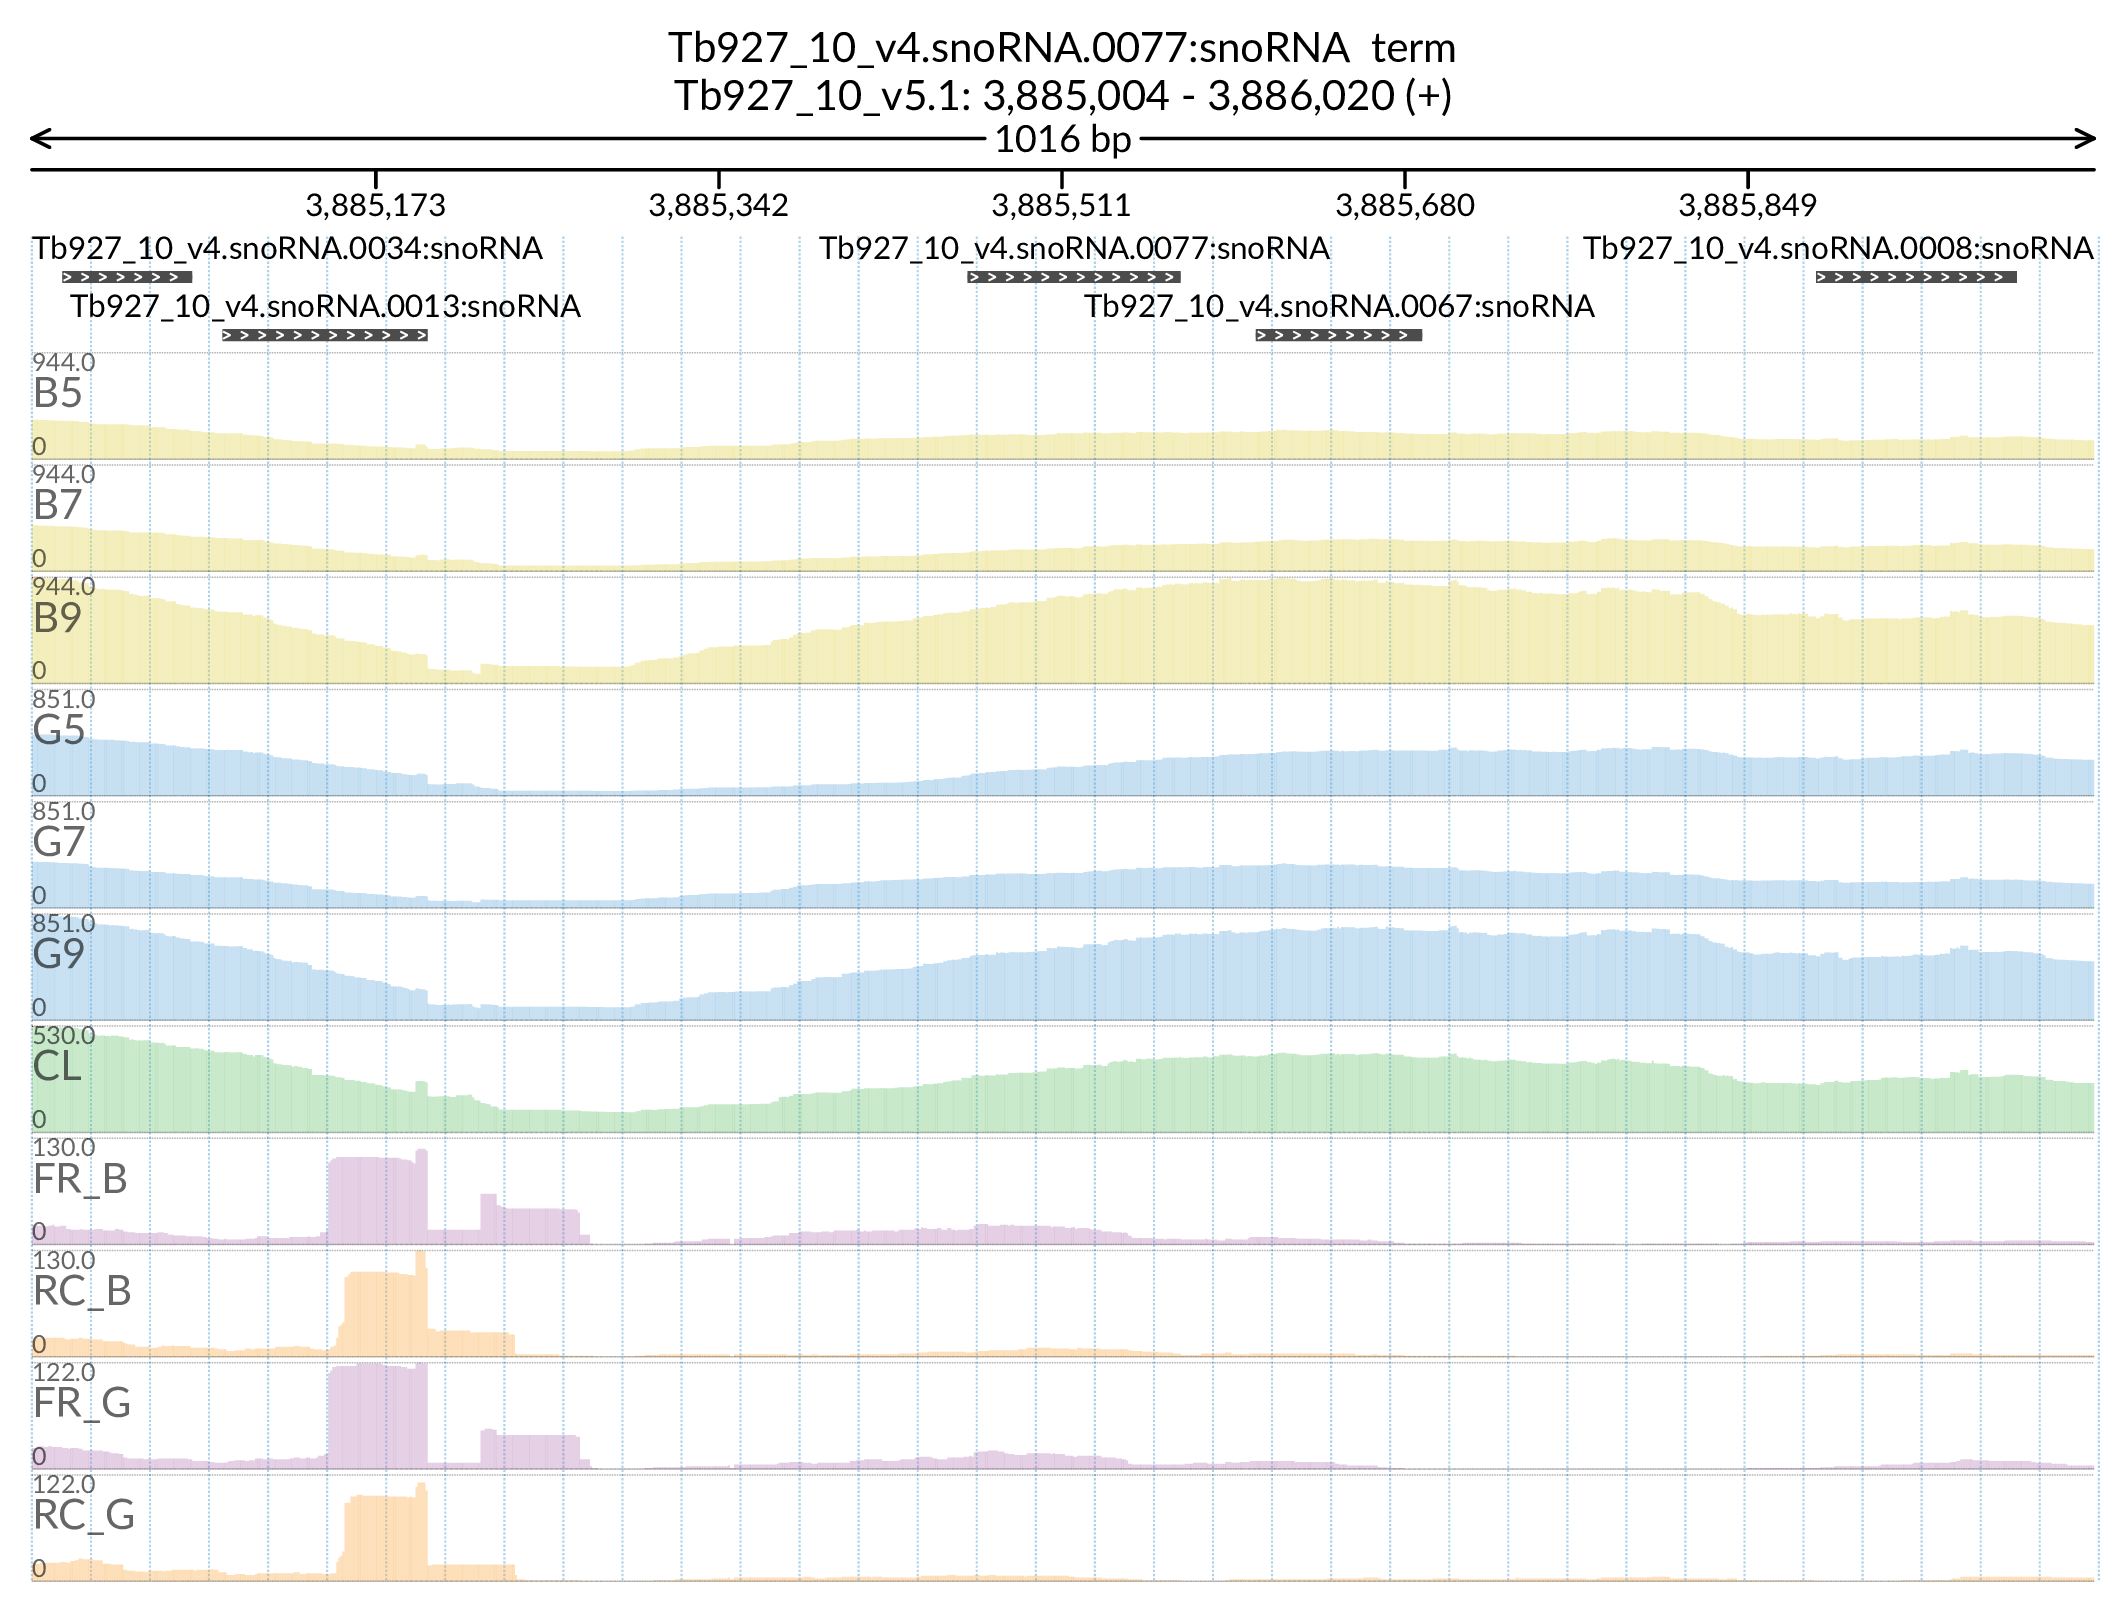 Tb927_10_v4.snoRNA.0077:snoRNA term
Tb927_10_v5.1: 3,885,004 - 3,886,020 (+)
1016 bp
3,885,173 3,885,342 3,885,511 3,885,680 3,885,849
Tb927_10_v4.snoRNA.0034:snoRNA Tb927_10_v4.snoRNA.0077:snoRNA Tb927_10_v4.snoRNA.0008:snoRNA
Tb927_10_v4.snoRNA.0013:snoRNA Tb927_10_v4.snoRNA.0067:snoRNA
944.0
B5
0
944.0
B7
0
944.0
B9
0
851.0
G5
0
851.0
G7
0
851.0
G9
0
530.0
CL
0
130.0
FR_B
0
130.0
RC_B
0
122.0
FR_G
0
122.0
RC_G
0